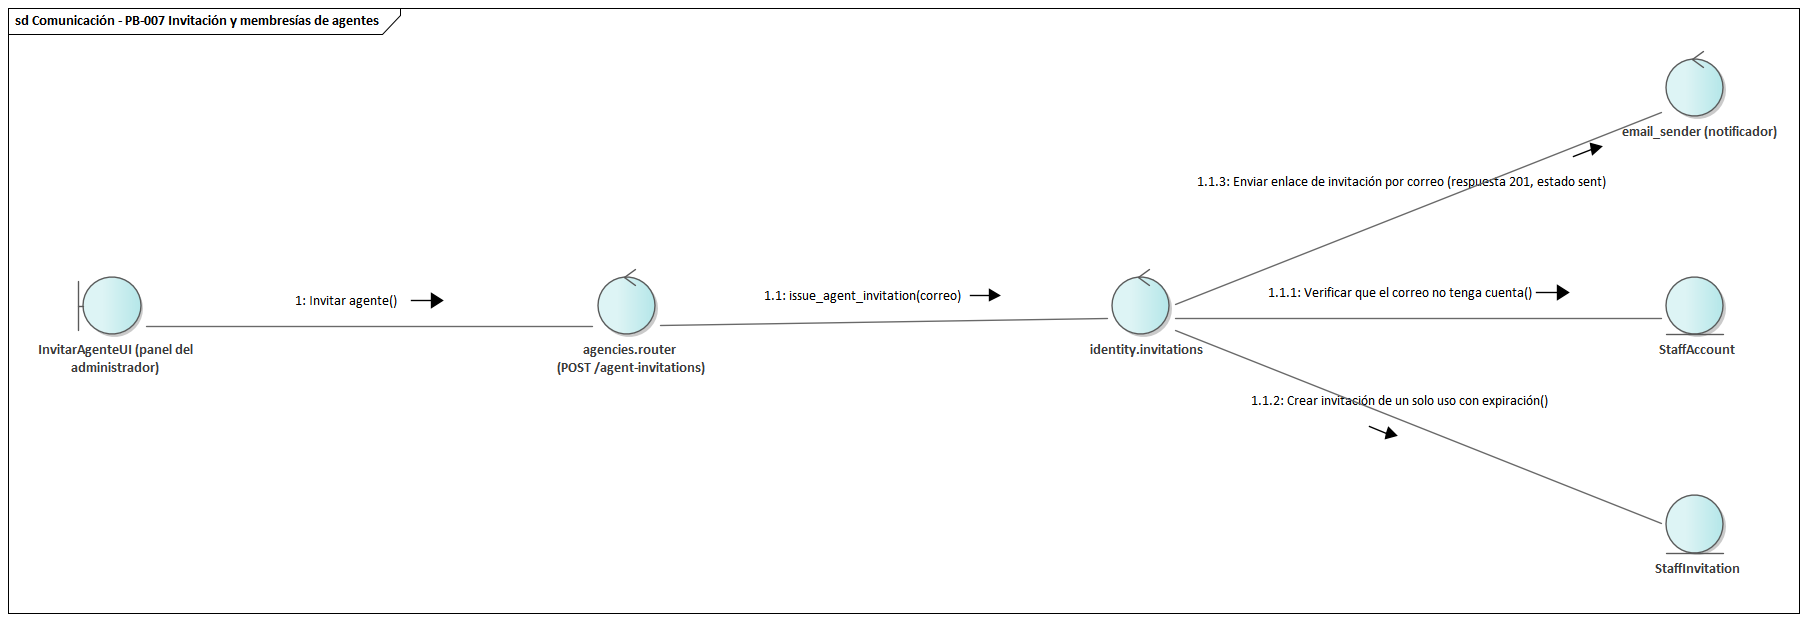 sd Comunicación - PB-007 Invitación y membresías de agentes
email_sender (notificador)
1.1.3: Enviar enlace de invitación por correo (respuesta 201, estado sent)
1: Invitar agente()
1.1: issue_agent_invitation(correo)
1.1.1: Verificar que el correo no tenga cuenta()
InvitarAgenteUI (panel del
administrador)
agencies.router
(POST /agent-invitations)
identity.invitations
StaffAccount
1.1.2: Crear invitación de un solo uso con expiración()
StaffInvitation